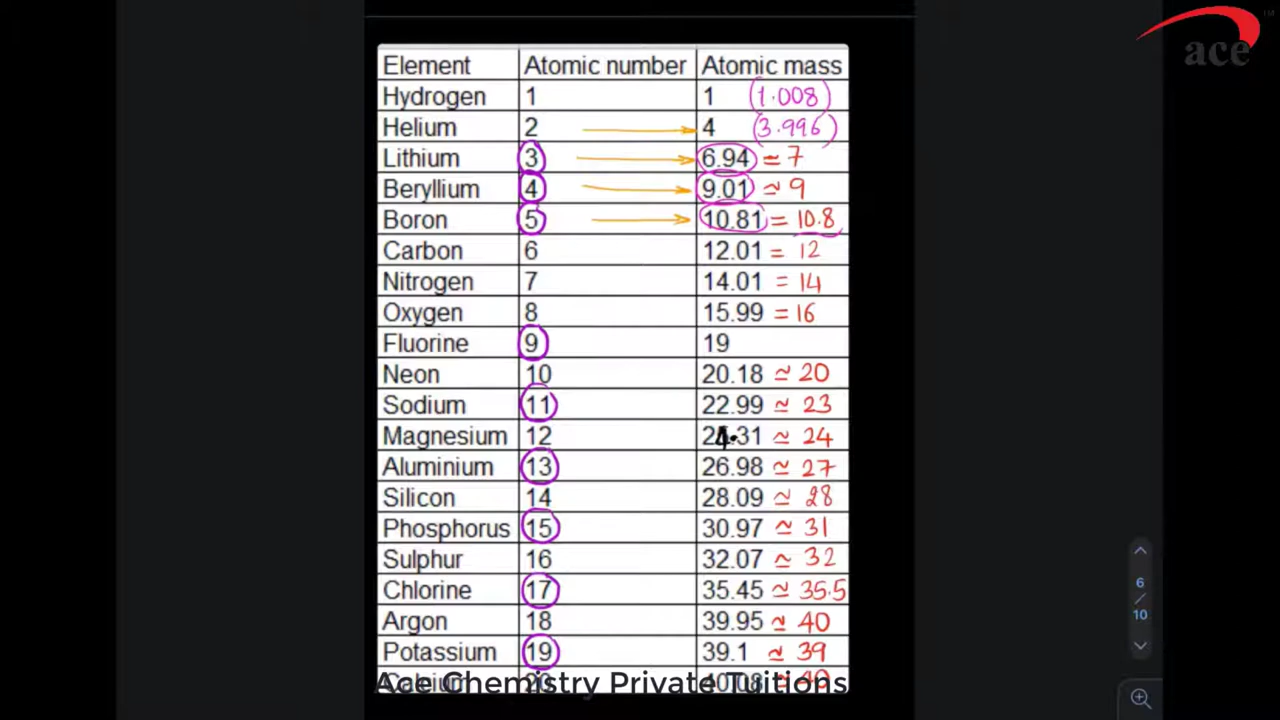 ace
Element Atomic number Atomic mass
Hydrogen 1 1 (1.008)
Helium 2 4 (3.996)
Lithium 3 6.94 ≃ 7
Beryllium 4 9.01 ≃ 9
Boron 5 10.81 = 10.8
Carbon 6 12.01 = 12
Nitrogen 7 14.01 = 14
Oxygen 8 15.99 = 16
Fluorine 9 19
Neon 10 20.18 ≃ 20
Sodium 11 22.99 ≃ 23
Magnesium 12 24.31 ≃ 24
Aluminium 13 26.98 ≃ 27
Silicon 14 28.09 ≃ 28
Phosphorus 15 30.97 ≃ 31
Sulphur 16 32.07 ≃ 32
Chlorine 17 35.45 ≃ 35.5
Argon 18 39.95 ≃ 40
Potassium 19 39.1 ≃ 39
20 40.08 ≃ 40
Ace Chemistry Private Tuitions
6
/
10